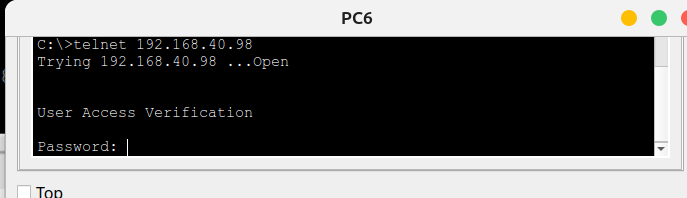 PC6
C:\>telnet 192.168.40.98
Trying 192.168.40.98 ...Open
User Access Verification
Password:
Top